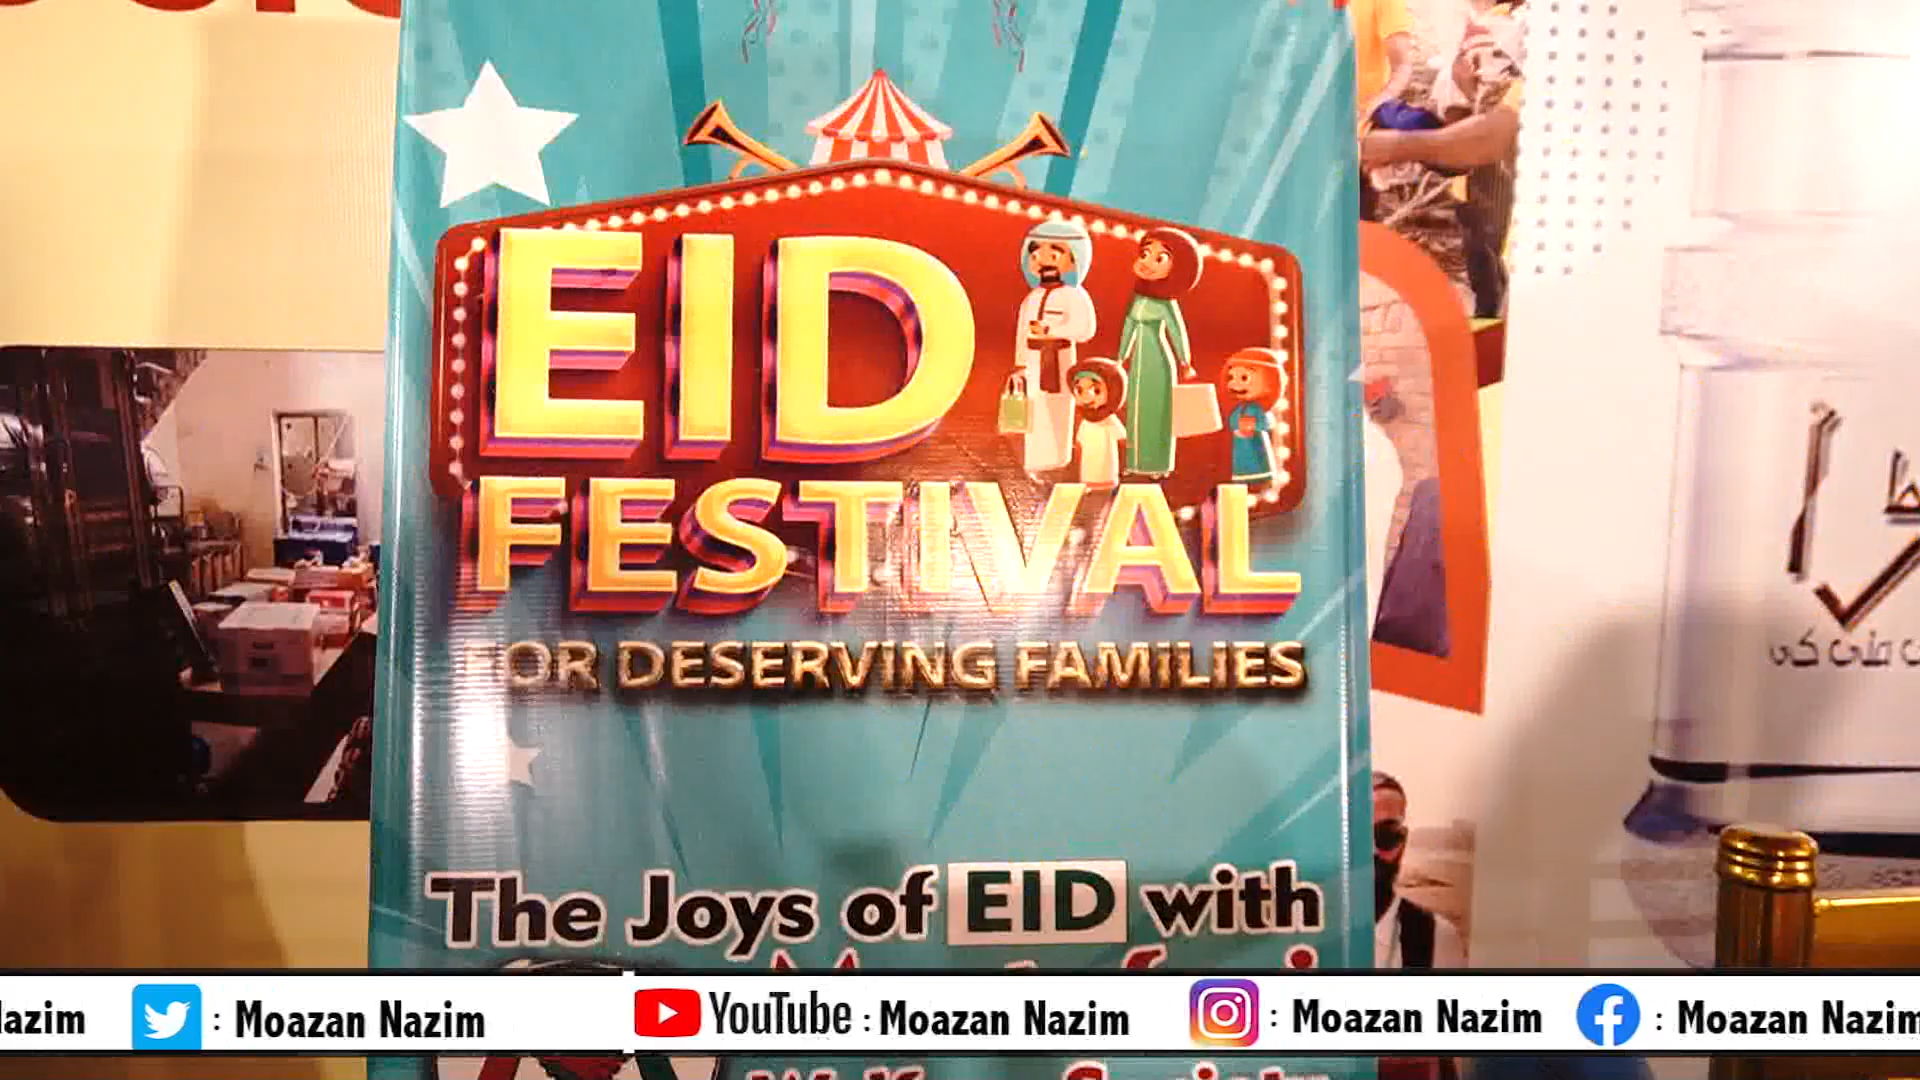 EID
FESTIVAL
FOR DESERVING FAMILIES
The Joys of EID with
: Moazan Nazim
YouTube : Moazan Nazim
: Moazan Nazim
: Moazan Nazim